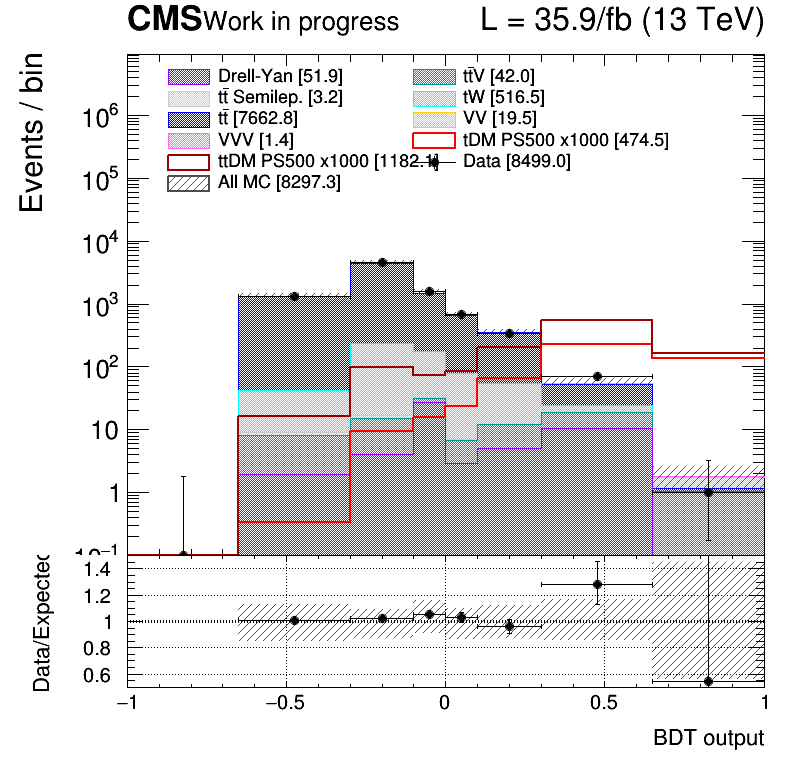 CMS Work in progress L = 35.9/fb (13 TeV)
Events / bin
Drell-Yan [51.9] tt̄V [42.0]
tt̄ Semilep. [3.2] tW [516.5]
tt̄ [7662.8] VV [19.5]
VVV [1.4] tDM PS500 x1000 [474.5]
ttDM PS500 x1000 [1182.1] Data [8499.0]
All MC [8297.3]
10⁶
10⁵
10⁴
10³
10²
10
1
10⁻¹
Data/Expected
1.4
1.2
1
0.8
0.6
−1 −0.5 0 0.5 1
BDT output